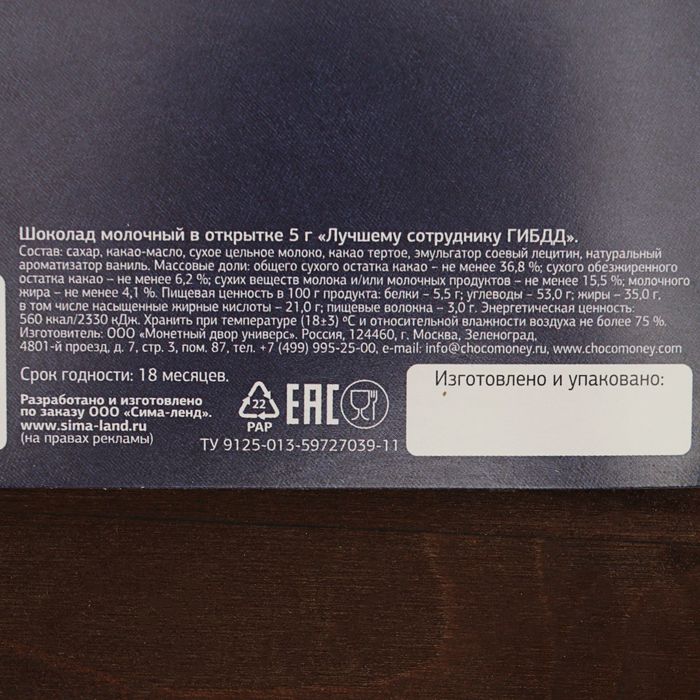 Шоколад молочный в открытке 5 г «Лучшему сотруднику ГИБДД».
Состав: сахар, какао-масло, сухое цельное молоко, какао тертое, эмульгатор соевый лецитин, натуральный
ароматизатор ваниль. Массовые доли: общего сухого остатка какао – не менее 36,8 %; сухого обезжиренного
остатка какао – не менее 6,2 %; сухих веществ молока и/или молочных продуктов – не менее 15,5 %; молочного
жира – не менее 4,1 %. Пищевая ценность в 100 г продукта: белки – 5,5 г; углеводы – 53,0 г; жиры – 35,0 г.
в том числе насыщенные жирные кислоты – 21,0 г; пищевые волокна – 3,0 г. Энергетическая ценность:
560 ккал/2330 кДж. Хранить при температуре (18±3) ºС и относительной влажности воздуха не более 75 %.
Изготовитель: ООО «Монетный двор универс». Россия, 124460, г. Москва, Зеленоград,
4801-й проезд, д. 7, стр. 3, пом. 87, тел. +7 (499) 995-25-00, e-mail: info@chocomoney.ru, www.chocomoney.com
Срок годности: 18 месяцев.
Изготовлено и упаковано:
Разработано и изготовлено
по заказу ООО «Сима-ленд».
www.sima-land.ru
(на правах рекламы)
22
PAP
EAC
ТУ 9125-013-59727039-11